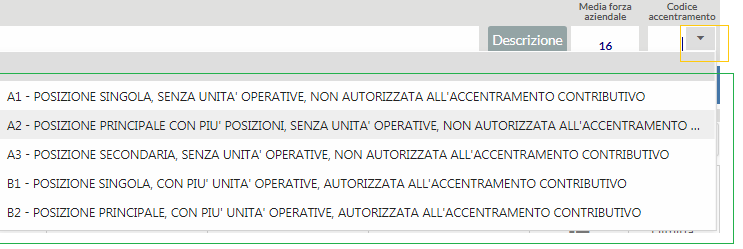 Media forza
aziendale
Codice
accentramento
Descrizione
16
A1 - POSIZIONE SINGOLA, SENZA UNITA' OPERATIVE, NON AUTORIZZATA ALL'ACCENTRAMENTO CONTRIBUTIVO
A2 - POSIZIONE PRINCIPALE CON PIU' POSIZIONI, SENZA UNITA' OPERATIVE, NON AUTORIZZATA ALL'ACCENTRAMENTO ...
A3 - POSIZIONE SECONDARIA, SENZA UNITA' OPERATIVE, NON AUTORIZZATA ALL'ACCENTRAMENTO CONTRIBUTIVO
B1 - POSIZIONE SINGOLA, CON PIU' UNITA' OPERATIVE, AUTORIZZATA ALL'ACCENTRAMENTO CONTRIBUTIVO
B2 - POSIZIONE PRINCIPALE, CON PIU' UNITA' OPERATIVE, AUTORIZZATA ALL'ACCENTRAMENTO CONTRIBUTIVO